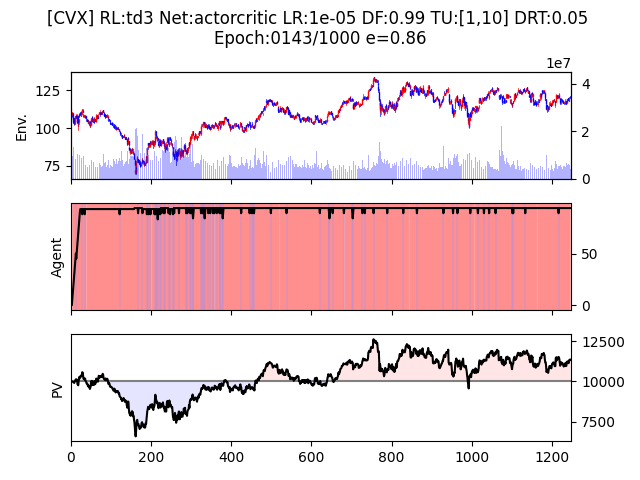 [CVX] RL:td3 Net:actorcritic LR:1e-05 DF:0.99 TU:[1,10] DRT:0.05
Epoch:0143/1000 e=0.86
1e7
125
100
75
Env.
4
2
0
Agent
50
0
PV
12500
10000
7500
0 200 400 600 800 1000 1200